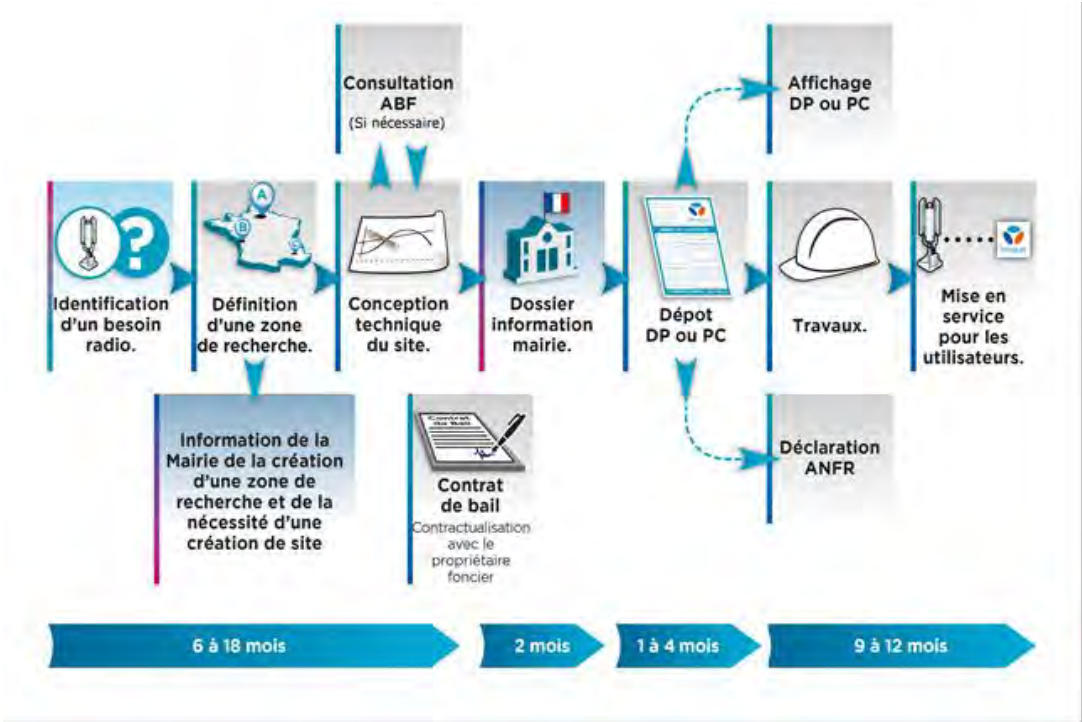 Consultation
ABF
(Si nécessaire)
Affichage
DP ou PC
Identification
d'un besoin
radio.
A
B
C
Définition
d'une zone
de recherche.
Conception
technique
du site.
Dossier
information
mairie.
Dépot
DP ou PC
Travaux.
Mise en
service
pour les
utilisateurs.
Information de la
Mairie de la création
d'une zone de
recherche et de la
nécessité d'une
création de site
Contrat
du Bail
Contrat
de bail
Contractualisation
avec le
propriétaire
foncier
Déclaration
ANFR
6 à 18 mois
2 mois
1 à 4 mois
9 à 12 mois